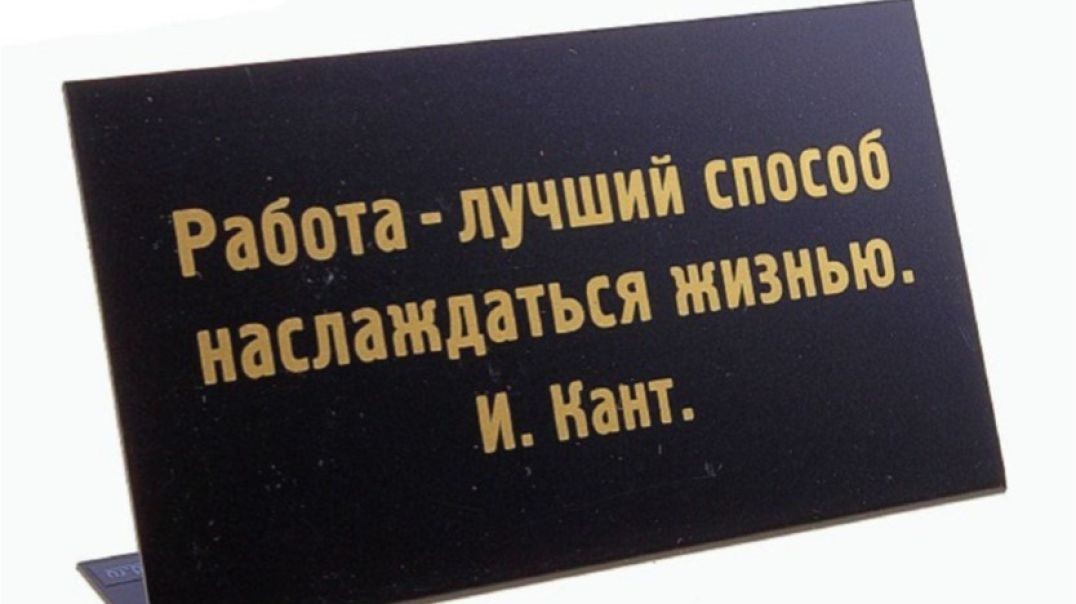 Работа - лучший способ
наслаждаться жизнью.
И. Кант.